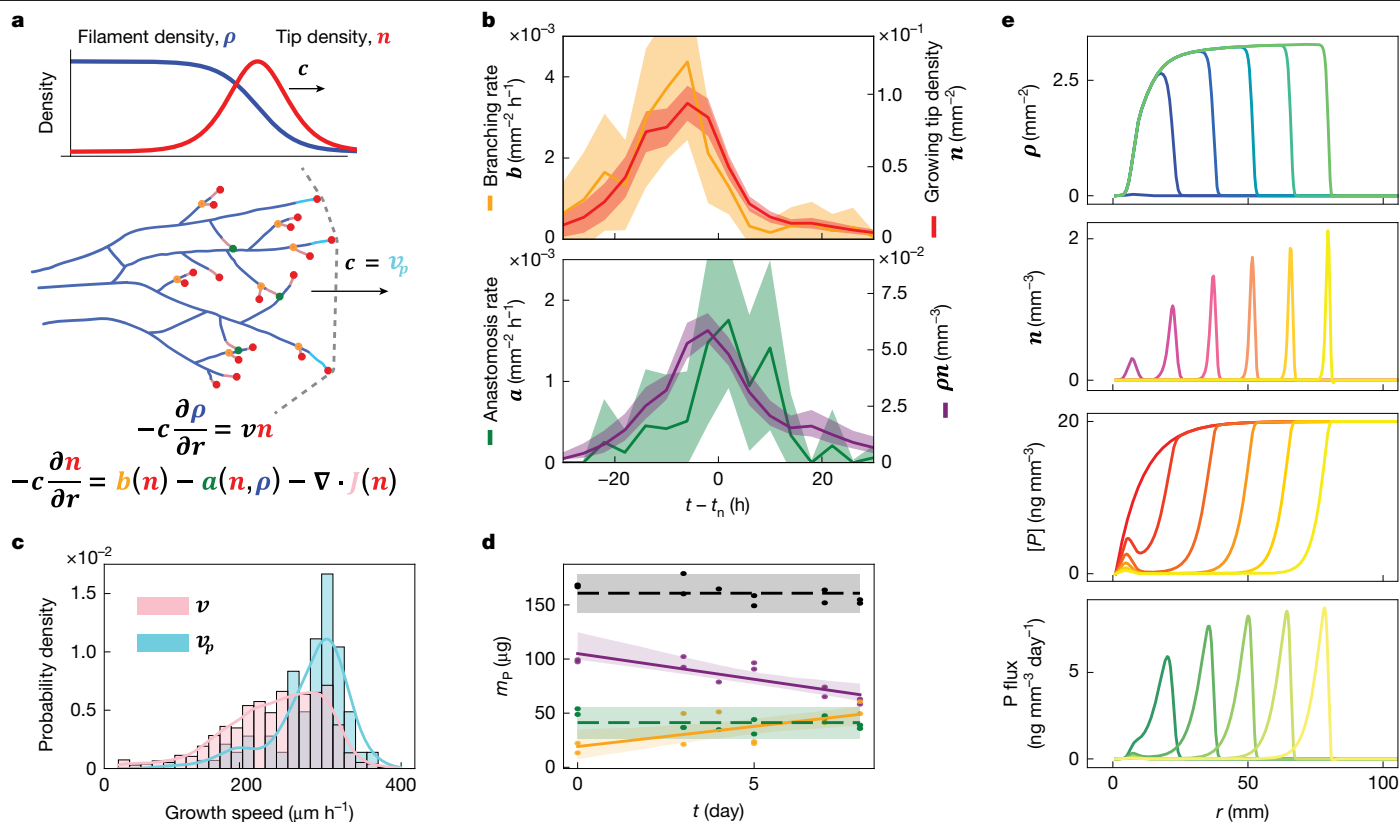 a
Filament density, ρ
Tip density, n
c
Density
c = vₚ
−c ∂ρ/∂r = vn
−c ∂n/∂r = b(n) − a(n, ρ) − ∇ · J(n)
b
×10⁻³
×10⁻¹
Branching rate
b (mm⁻² h⁻¹)
4
2
0
Growing tip density
n (mm⁻²)
1.0
0.5
0
×10⁻³
×10⁻²
Anastomosis rate
a (mm⁻² h⁻¹)
2
1
0
ρn (mm⁻³)
7.5
5.0
2.5
0
−20
0
20
t − tₙ (h)
c
×10⁻²
Probability density
1.5
1.0
0.5
0
v
vₚ
0
200
400
Growth speed (μm h⁻¹)
d
m_P (μg)
150
100
50
0
0
5
t (day)
e
ρ (mm⁻²)
2.5
0
n (mm⁻³)
2
0
[P] (ng mm⁻³)
20
0
P flux
(ng mm⁻³ day⁻¹)
5
0
0
50
100
r (mm)